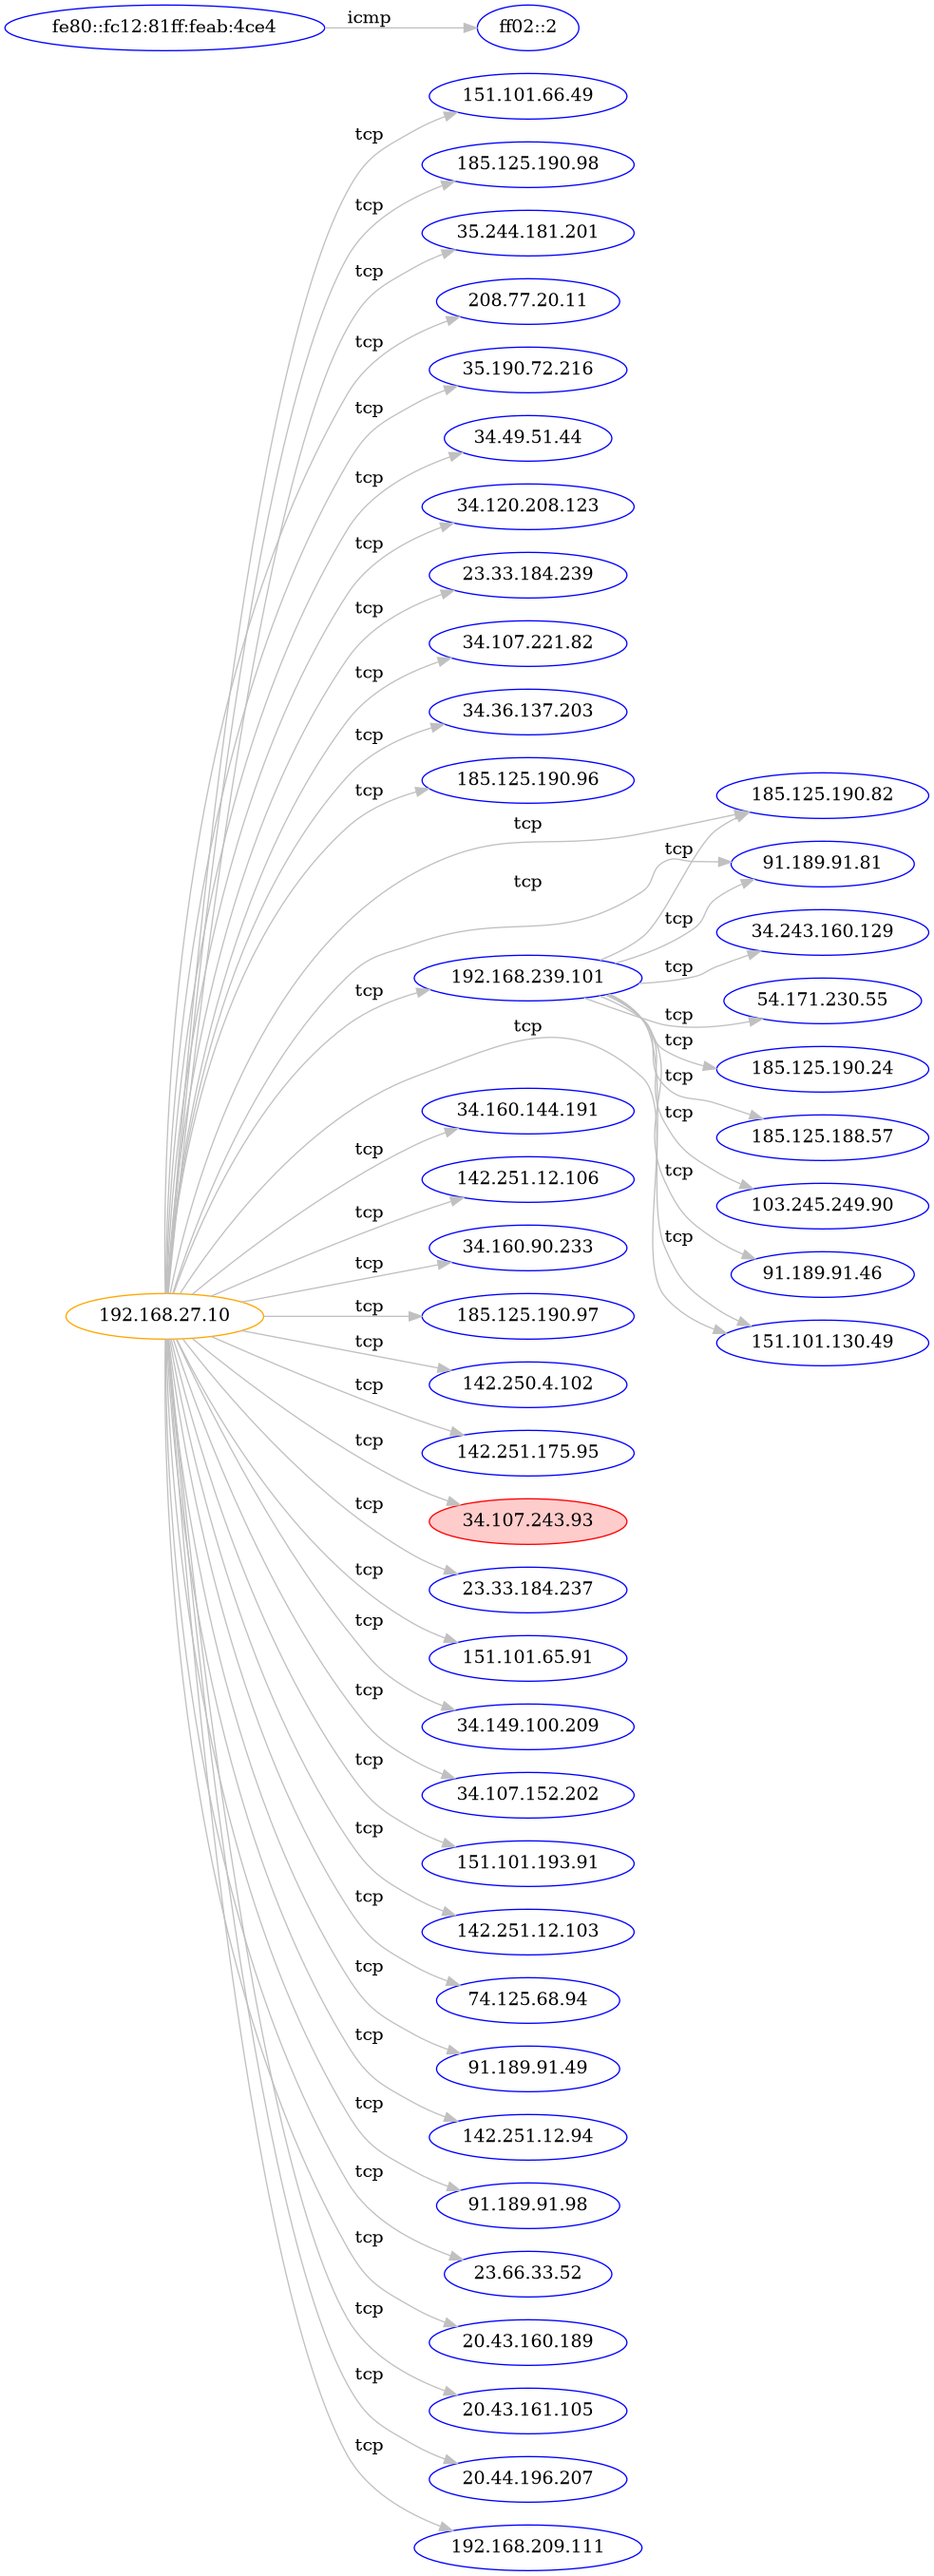 fe80::fc12:81ff:feab:4ce4
icmp
ff02::2
151.101.66.49
tcp
185.125.190.98
tcp
35.244.181.201
tcp
208.77.20.11
tcp
35.190.72.216
tcp
34.49.51.44
tcp
34.120.208.123
tcp
23.33.184.239
tcp
34.107.221.82
tcp
34.36.137.203
tcp
185.125.190.96
tcp
185.125.190.82
tcp
tcp
91.189.91.81
tcp
tcp
34.243.160.129
192.168.239.101
tcp
tcp
54.171.230.55
tcp
tcp
tcp
185.125.190.24
tcp
34.160.144.191
tcp
185.125.188.57
tcp
142.251.12.106
tcp
103.245.249.90
tcp
34.160.90.233
tcp
tcp
91.189.91.46
192.168.27.10
tcp
185.125.190.97
tcp
151.101.130.49
142.250.4.102
tcp
142.251.175.95
tcp
34.107.243.93
tcp
23.33.184.237
tcp
151.101.65.91
tcp
34.149.100.209
tcp
34.107.152.202
tcp
151.101.193.91
tcp
142.251.12.103
tcp
74.125.68.94
tcp
91.189.91.49
tcp
142.251.12.94
tcp
91.189.91.98
tcp
23.66.33.52
tcp
20.43.160.189
tcp
20.43.161.105
tcp
20.44.196.207
tcp
192.168.209.111